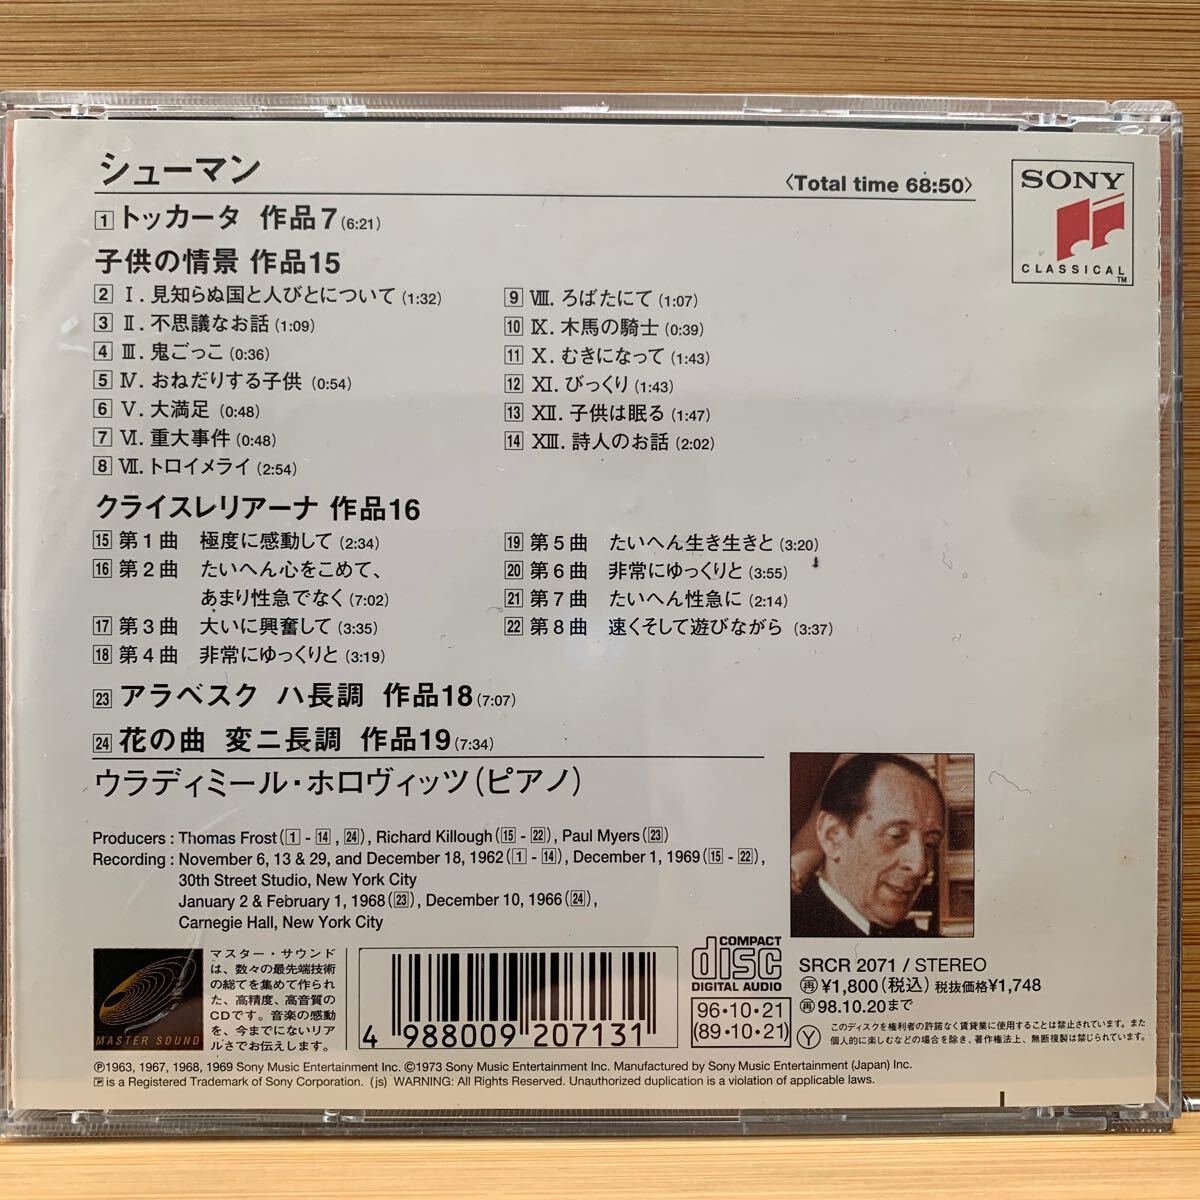 シューマン
〈Total time 68:50〉
SONY
CLASSICAL™
1 トッカータ 作品7(6:21)
子供の情景 作品15
2 Ⅰ. 見知らぬ国と人びとについて(1:32)
3 Ⅱ. 不思議なお話(1:09)
4 Ⅲ. 鬼ごっこ(0:36)
5 Ⅳ. おねだりする子供(0:54)
6 Ⅴ. 大満足(0:48)
7 Ⅵ. 重大事件(0:48)
8 Ⅶ. トロイメライ(2:54)
9 Ⅷ. ろばたにて(1:07)
10 Ⅸ. 木馬の騎士(0:39)
11 Ⅹ. むきになって(1:43)
12 Ⅺ. びっくり(1:43)
13 Ⅻ. 子供は眠る(1:47)
14 XIII. 詩人のお話(2:02)
クライスレリアーナ 作品16
15 第1曲 極度に感動して(2:34)
16 第2曲 たいへん心をこめて、
あまり性急でなく(7:02)
17 第3曲 大いに興奮して(3:35)
18 第4曲 非常にゆっくりと(3:19)
19 第5曲 たいへん生き生きと(3:20)
20 第6曲 非常にゆっくりと(3:55)
21 第7曲 たいへん性急に(2:14)
22 第8曲 速くそして遊びながら(3:37)
23 アラベスク ハ長調 作品18(7:07)
24 花の曲 変ニ長調 作品19(7:34)
ウラディミール・ホロヴィッツ(ピアノ)
Producers : Thomas Frost(1 - 14, 24), Richard Killough(15 - 22), Paul Myers(23)
Recording : November 6, 13 & 29, and December 18, 1962(1 - 14), December 1, 1969(15 - 22),
30th Street Studio, New York City
January 2 & February 1, 1968(23), December 10, 1966(24),
Carnegie Hall, New York City
MASTER SOUND
マスター・サウンド
は、数々の最先端技術
の総てを集めて作られ
た、高精度、高音質の
CDです。音楽の感動
を、今までにないリア
ルさでお伝えします。
4 988009 207131
COMPACT
disc
DIGITAL AUDIO
96・10・21
(89・10・21)
SRCR 2071 / STEREO
再¥1,800(税込) 税抜価格¥1,748
再98.10.20まで
Y
このディスクを権利者の許諾なく賃貸業に使用することは禁止されています。また
個人的に楽しむなどの場合を除き、著作権法上、無断複製は禁じられています。
℗1963, 1967, 1968, 1969 Sony Music Entertainment Inc. ©1973 Sony Music Entertainment Inc. Manufactured by Sony Music Entertainment (Japan) Inc.
is a Registered Trademark of Sony Corporation. (js) WARNING: All Rights Reserved. Unauthorized duplication is a violation of applicable laws.